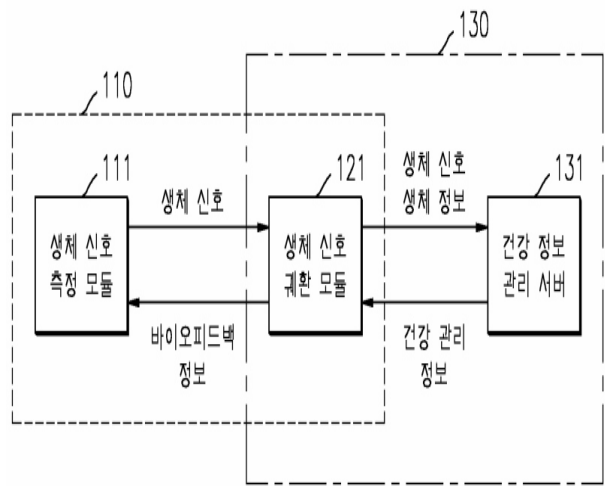 130
110
111
생체 신호
121
생체 신호
생체 정보
131
생체 신호
측정 모듈
생체 신호
궤환 모듈
건강 정보
관리 서버
바이오피드백
정보
건강 관리
정보